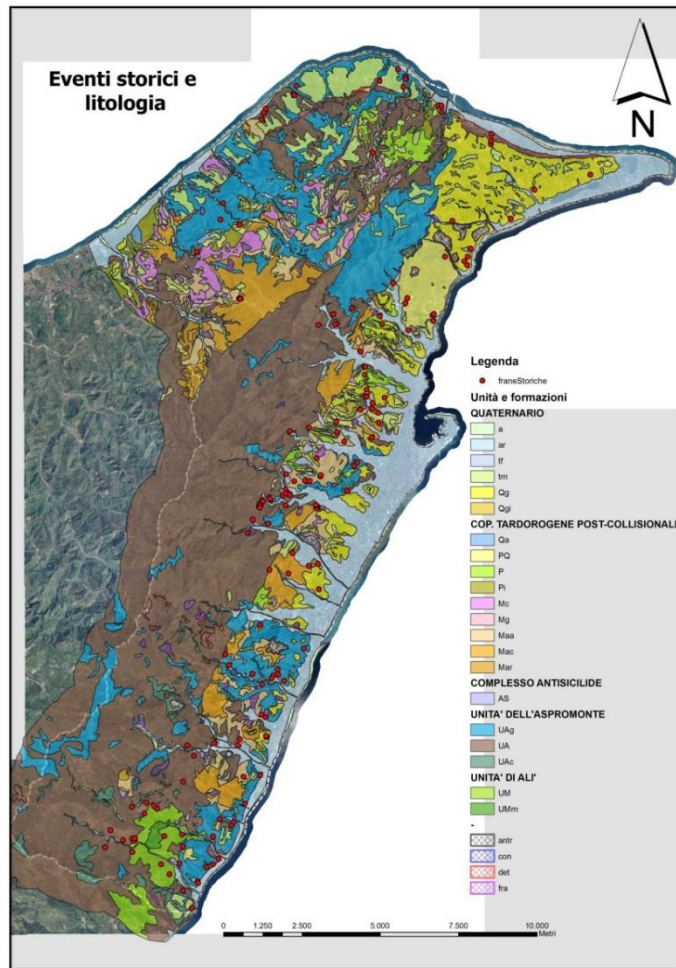 Eventi storici e
litologia
N
Legenda
franeStoriche
Unità e formazioni
QUATERNARIO
a
ar
tf
tm
Qg
Qgi
COP. TARDOROGENE POST-COLLISIONALE
Qa
PQ
P
Pi
Mc
Mg
Maa
Mac
Mar
COMPLESSO ANTISICILIDE
AS
UNITA' DELL'ASPROMONTE
UAg
UA
UAc
UNITA' DI ALI'
UM
UMm
-
antr
con
det
fra
0 1.250 2.500 5.000 7.500 10.000
Metri